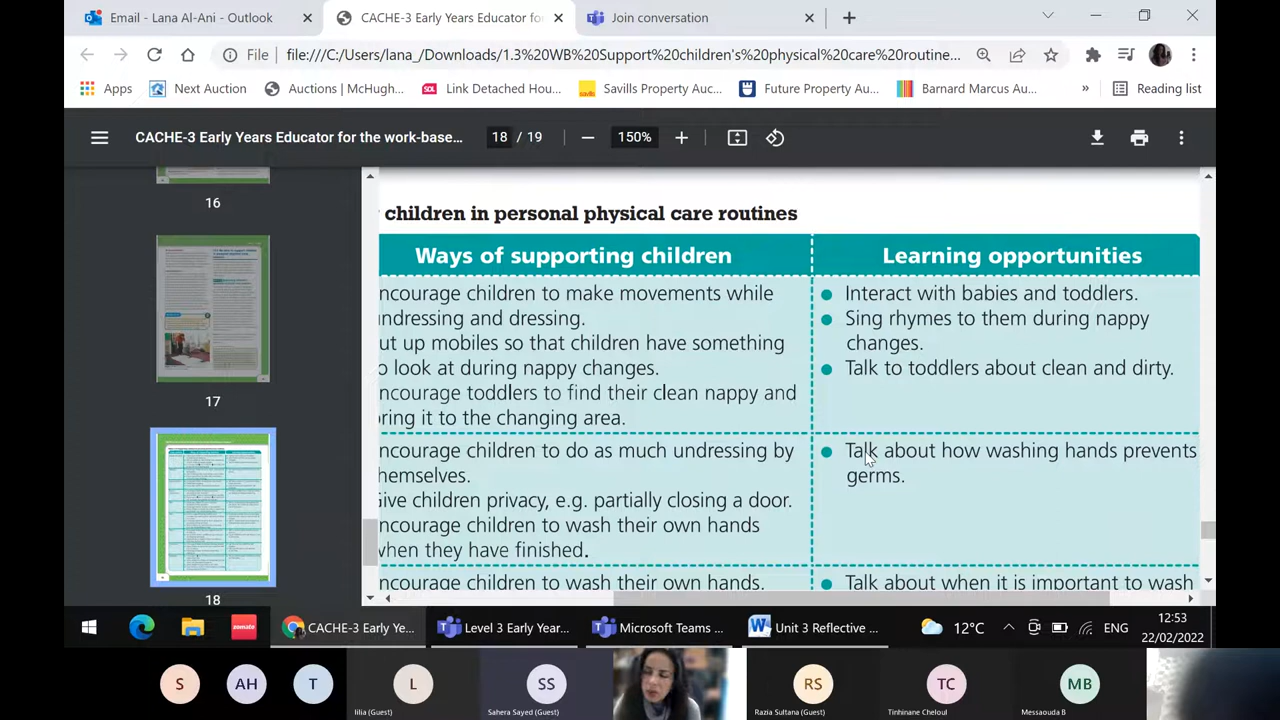 Email - Lana Al-Ani - Outlook
CACHE-3 Early Years Educator fo
Join conversation
File
file:///C:/Users/lana_/Downloads/1.3%20WB%20Support%20children's%20physical%20care%20routine...
Apps
Next Auction
Auctions | McHugh...
SDL
Link Detached Hou...
savills
Savills Property Auc...
Future Property Au...
Barnard Marcus Au...
»
Reading list
CACHE-3 Early Years Educator for the work-base...
18 / 19
150%
16
17
18
children in personal physical care routines
Ways of supporting children
Learning opportunities
ncourage children to make movements while
ndressing and dressing.
ut up mobiles so that children have something
o look at during nappy changes.
ncourage toddlers to find their clean nappy and
ring it to the changing area.
Interact with babies and toddlers.
Sing rhymes to them during nappy
changes.
Talk to toddlers about clean and dirty.
ncourage children to do as much undressing by
hemselves.
ive children privacy, e.g. partially closing a door.
ncourage children to wash their own hands
when they have finished.
Talk about how washing hands prevents
germs.
ncourage children to wash their own hands.
Talk about when it is important to wash
zomato
CACHE-3 Early Ye...
Level 3 Early Year...
Microsoft Teams ...
Unit 3 Reflective ...
12°C
ENG
12:53
22/02/2022
S
AH
T
L
lilia (Guest)
SS
Sahera Sayed (Guest)
RS
Razia Sultana (Guest)
TC
Tinhinane Cheloul
MB
Messaouda B